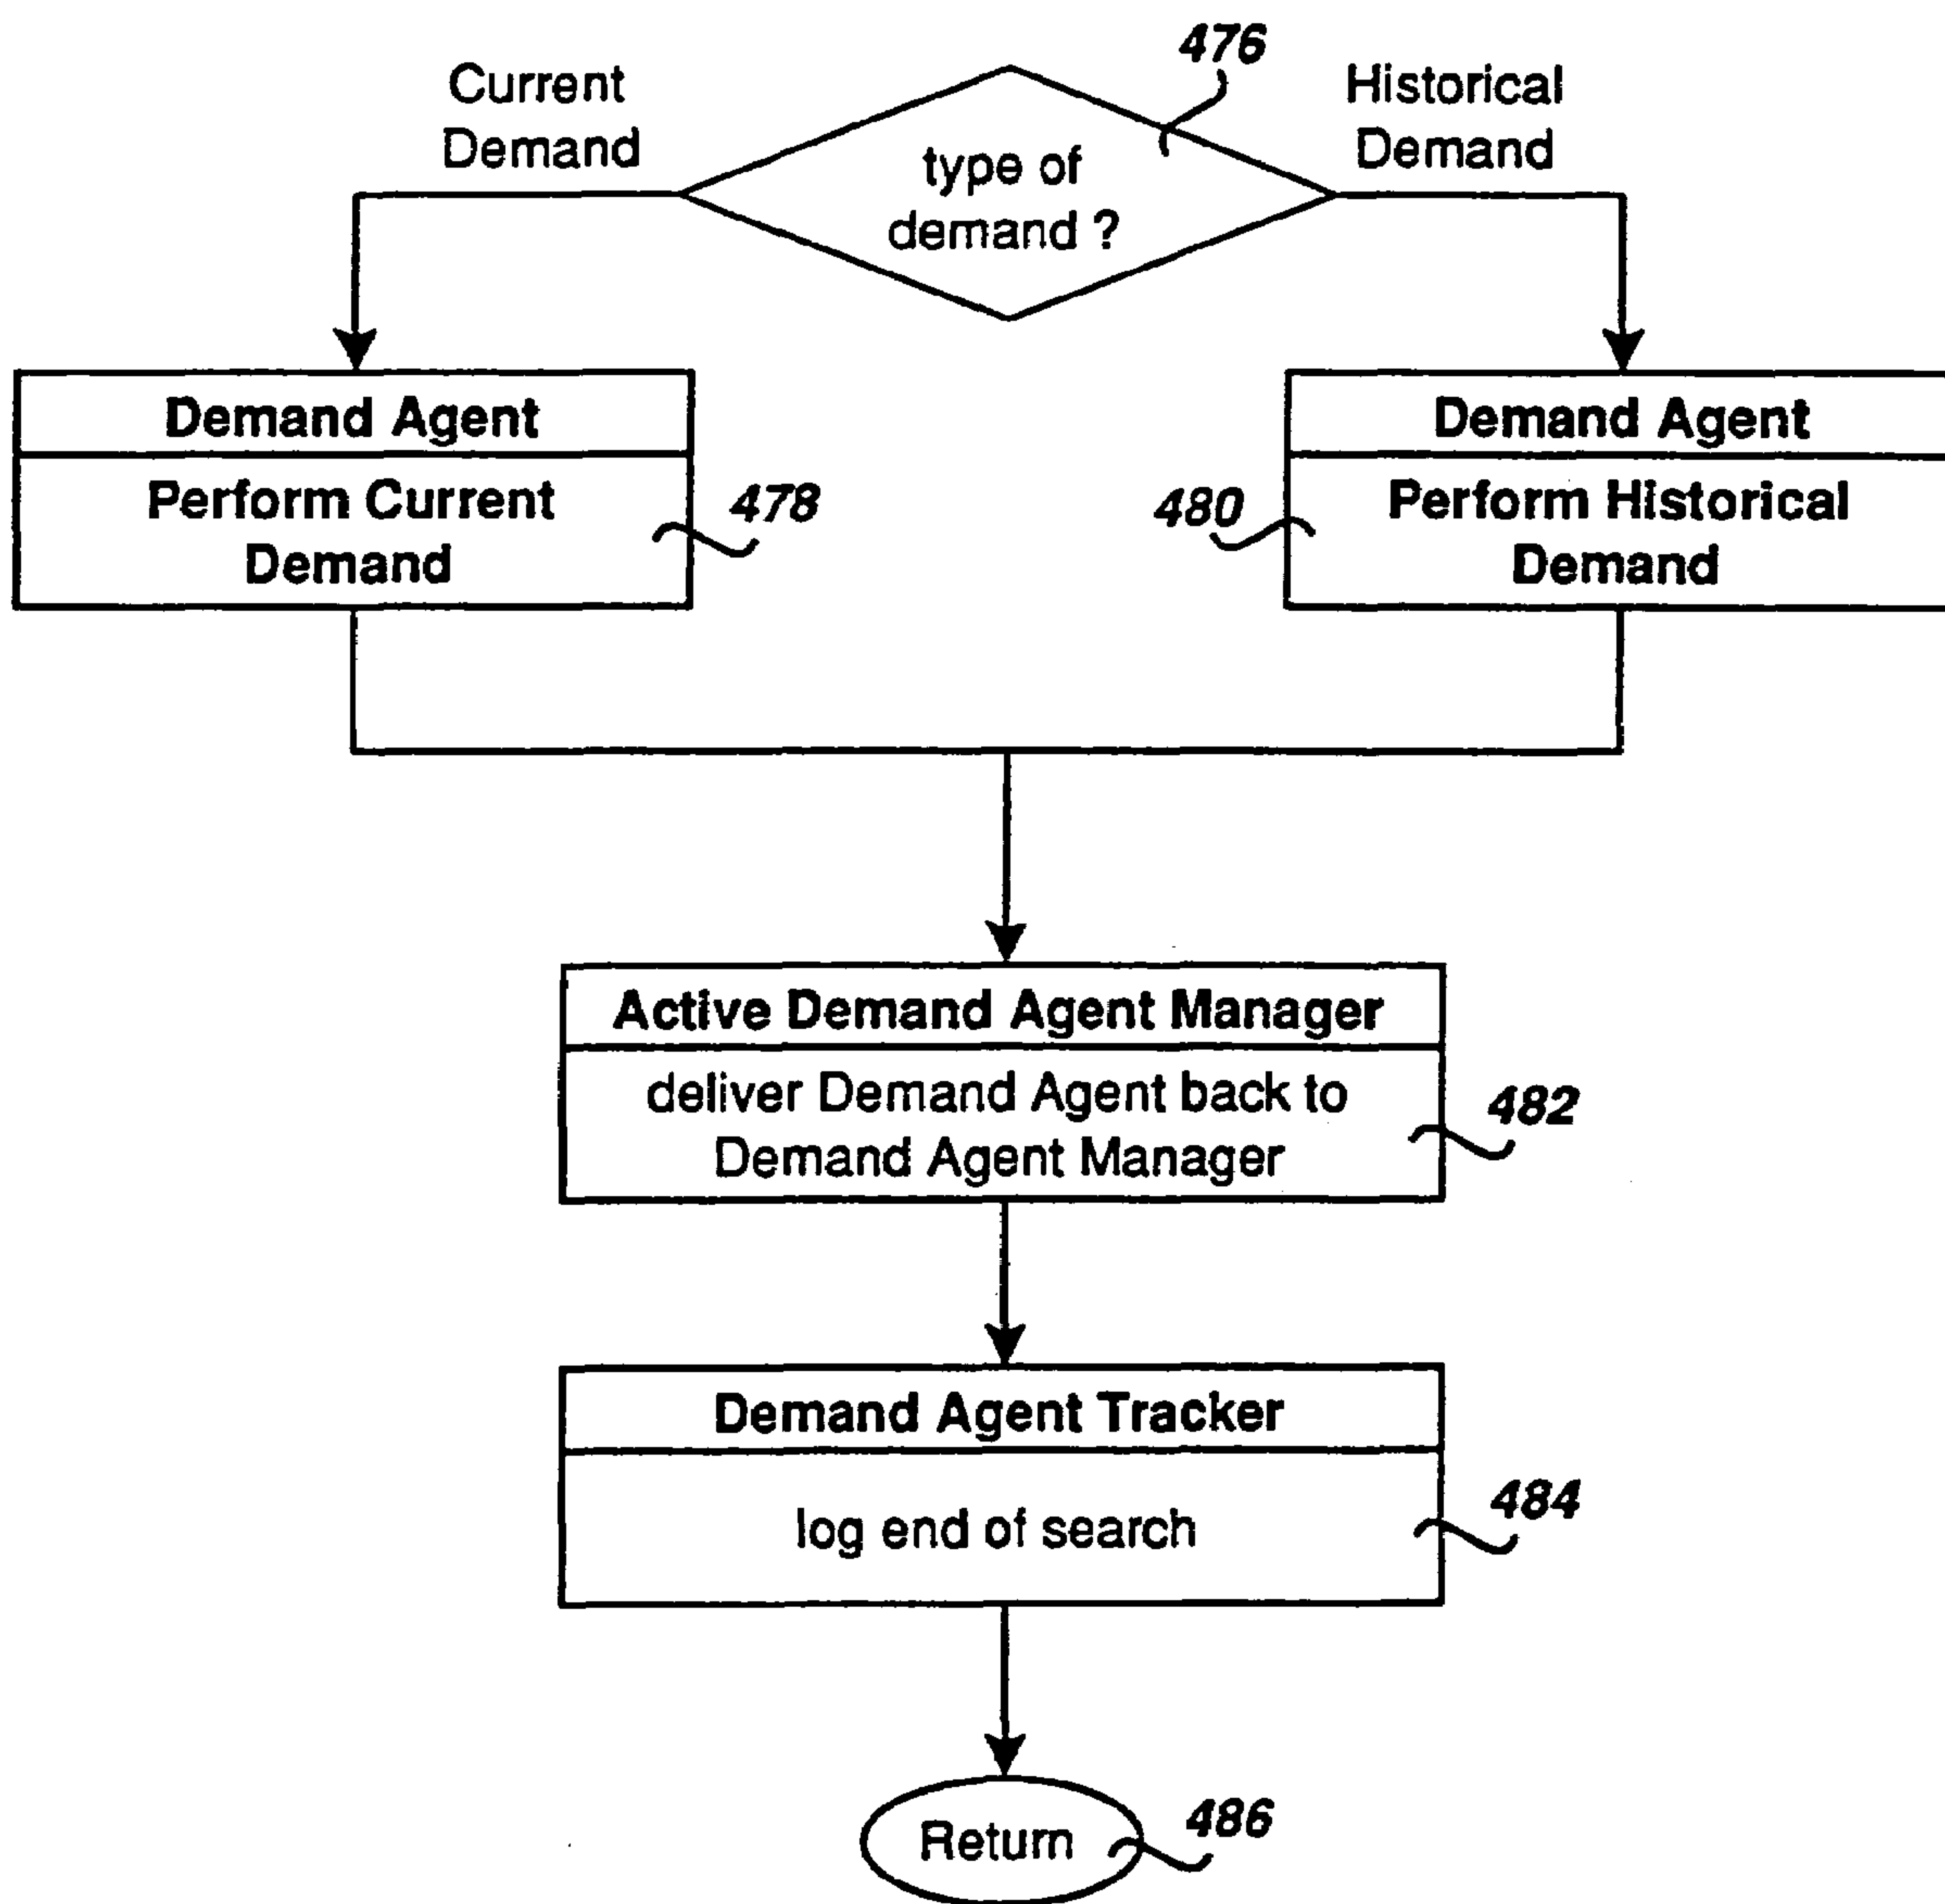 476
Current
Demand
type of
demand ?
Historical
Demand
Demand Agent
Perform Current
Demand
478
Demand Agent
480
Perform Historical
Demand
Active Demand Agent Manager
deliver Demand Agent back to
Demand Agent Manager
482
Demand Agent Tracker
log end of search
484
Return
486